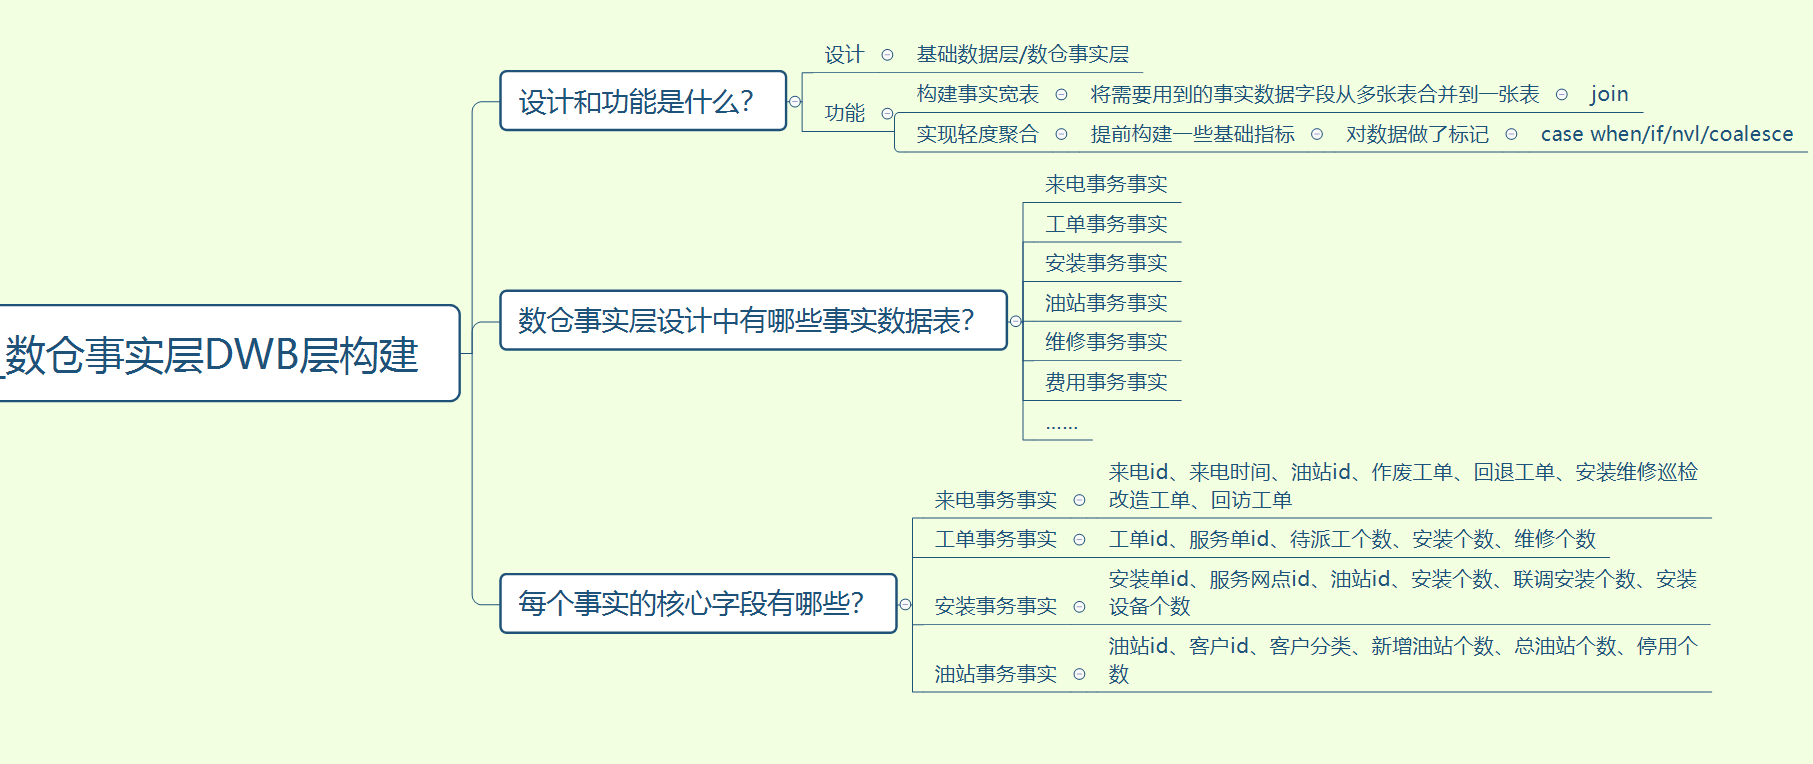 _数仓事实层DWB层构建
设计和功能是什么?
设计
基础数据层/数仓事实层
功能
构建事实宽表
将需要用到的事实数据字段从多张表合并到一张表
join
实现轻度聚合
提前构建一些基础指标
对数据做了标记
case when/if/nvl/coalesce
数仓事实层设计中有哪些事实数据表?
来电事务事实
工单事务事实
安装事务事实
油站事务事实
维修事务事实
费用事务事实
......
每个事实的核心字段有哪些?
来电事务事实
来电id、来电时间、油站id、作废工单、回退工单、安装维修巡检
改造工单、回访工单
工单事务事实
工单id、服务单id、待派工个数、安装个数、维修个数
安装事务事实
安装单id、服务网点id、油站id、安装个数、联调安装个数、安装
设备个数
油站事务事实
油站id、客户id、客户分类、新增油站个数、总油站个数、停用个
数